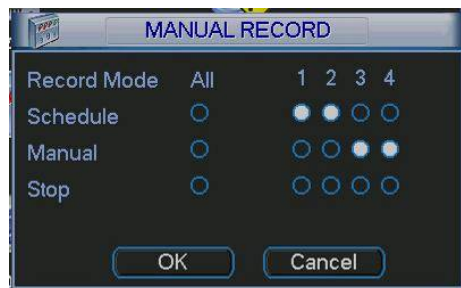 MANUAL RECORD
Record Mode All 1 2 3 4
Schedule
Manual
Stop
OK Cancel